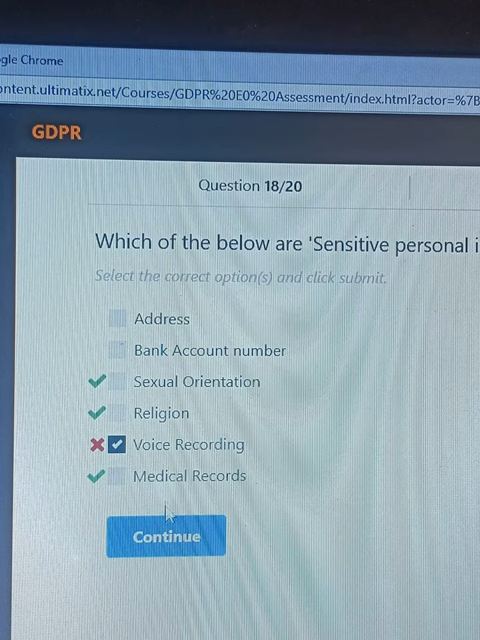 gle Chrome
ontent.ultimatix.net/Courses/GDPR%20E0%20Assessment/index.html?actor=%7B
GDPR
Question 18/20
Which of the below are 'Sensitive personal i
Select the correct option(s) and click submit.
Address
Bank Account number
Sexual Orientation
Religion
Voice Recording
Medical Records
Continue